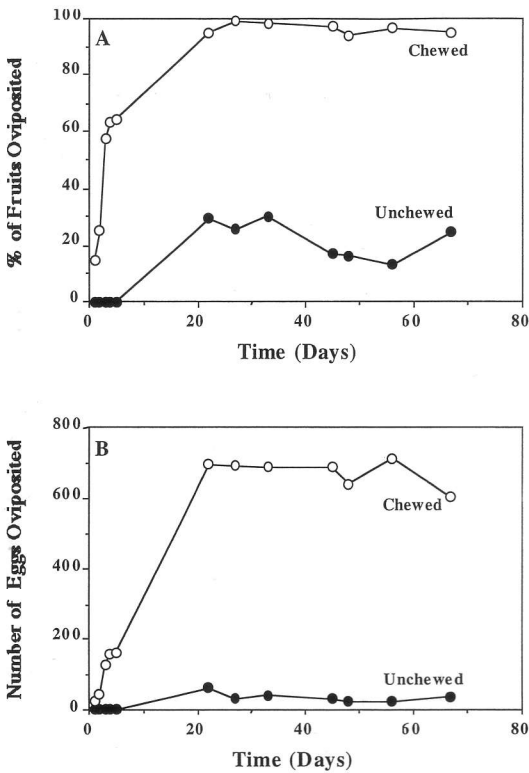 100
A
Chewed
80
60
% of Fruits Oviposited
40
Unchewed
20
0
0 20 40 60 80
Time (Days)
800
B
600
Chewed
Number of Eggs Oviposited
400
200
Unchewed
0
0 20 40 60 80
Time (Days)